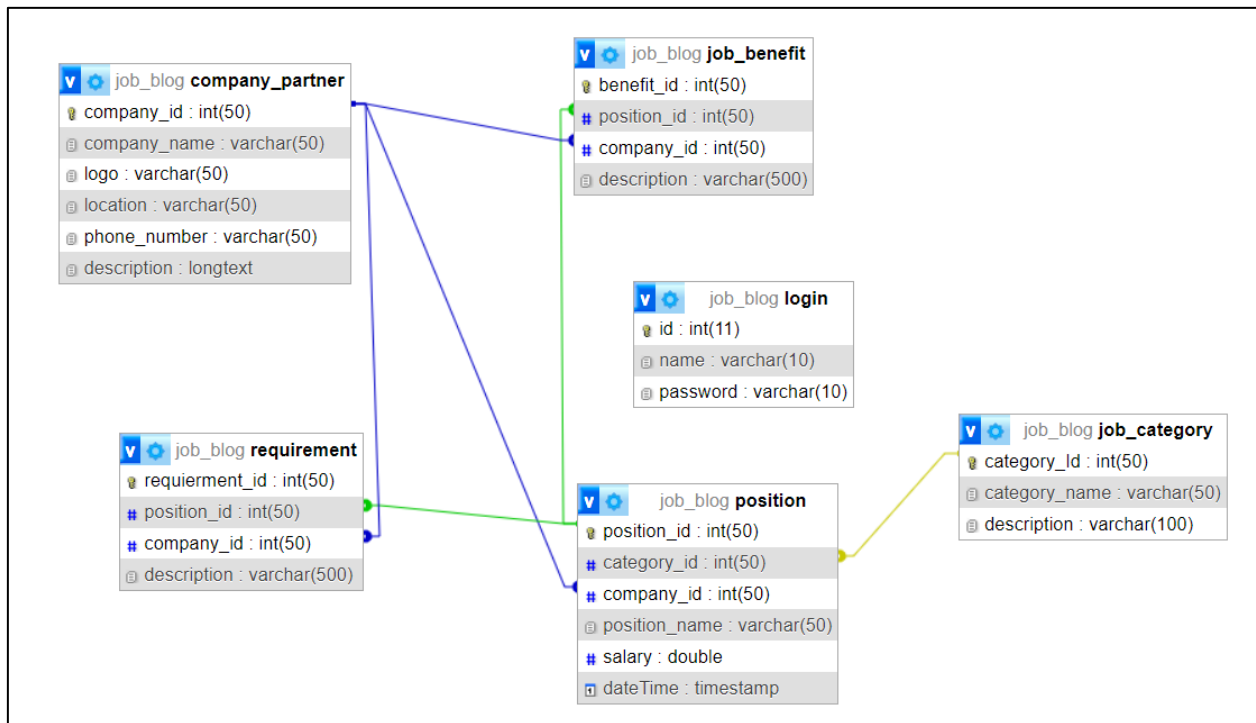 job_blog company_partner
company_id : int(50)
company_name : varchar(50)
logo : varchar(50)
location : varchar(50)
phone_number : varchar(50)
description : longtext
job_blog job_benefit
benefit_id : int(50)
position_id : int(50)
company_id : int(50)
description : varchar(500)
job_blog login
id : int(11)
name : varchar(10)
password : varchar(10)
job_blog requirement
requierment_id : int(50)
position_id : int(50)
company_id : int(50)
description : varchar(500)
job_blog position
position_id : int(50)
category_id : int(50)
company_id : int(50)
position_name : varchar(50)
salary : double
dateTime : timestamp
job_blog job_category
category_Id : int(50)
category_name : varchar(50)
description : varchar(100)